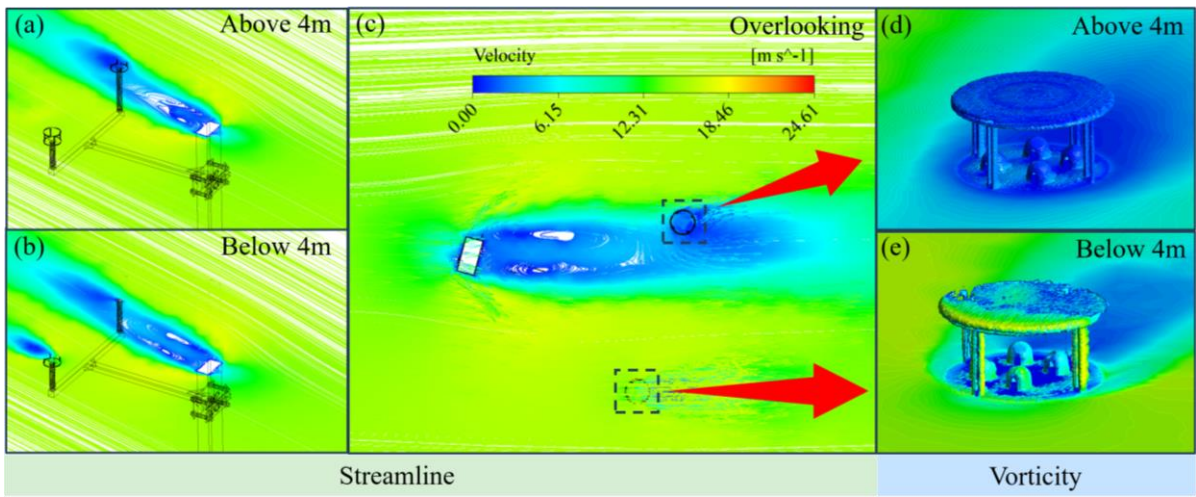 (a)
Above 4m
(b)
Below 4m
(c)
Overlooking
Velocity
[m s^-1]
0.00
6.15
12.31
18.46
24.61
(d)
Above 4m
(e)
Below 4m
Streamline
Vorticity